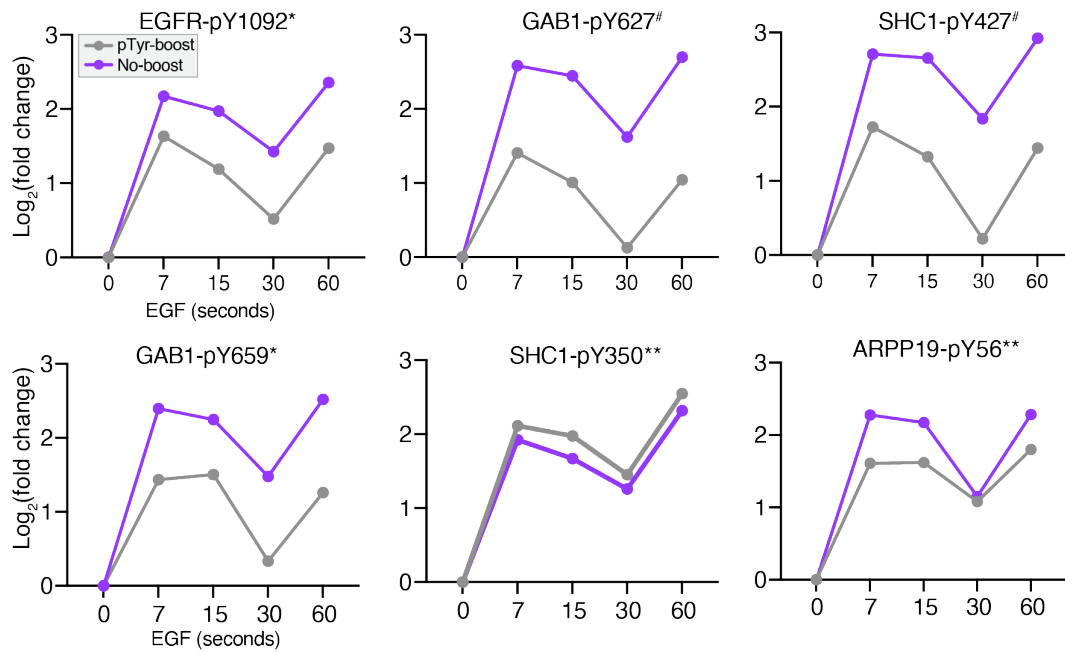 EGFR-pY1092*
GAB1-pY627#
SHC1-pY427#
pTyr-boost
No-boost
Log2(fold change)
3
2
1
0
0 7 15 30 60
EGF (seconds)
3
2
1
0
0 7 15 30 60
3
2
1
0
0 7 15 30 60
GAB1-pY659*
SHC1-pY350**
ARPP19-pY56**
Log2(fold change)
3
2
1
0
0 7 15 30 60
EGF (seconds)
3
2
1
0
0 7 15 30 60
3
2
1
0
0 7 15 30 60